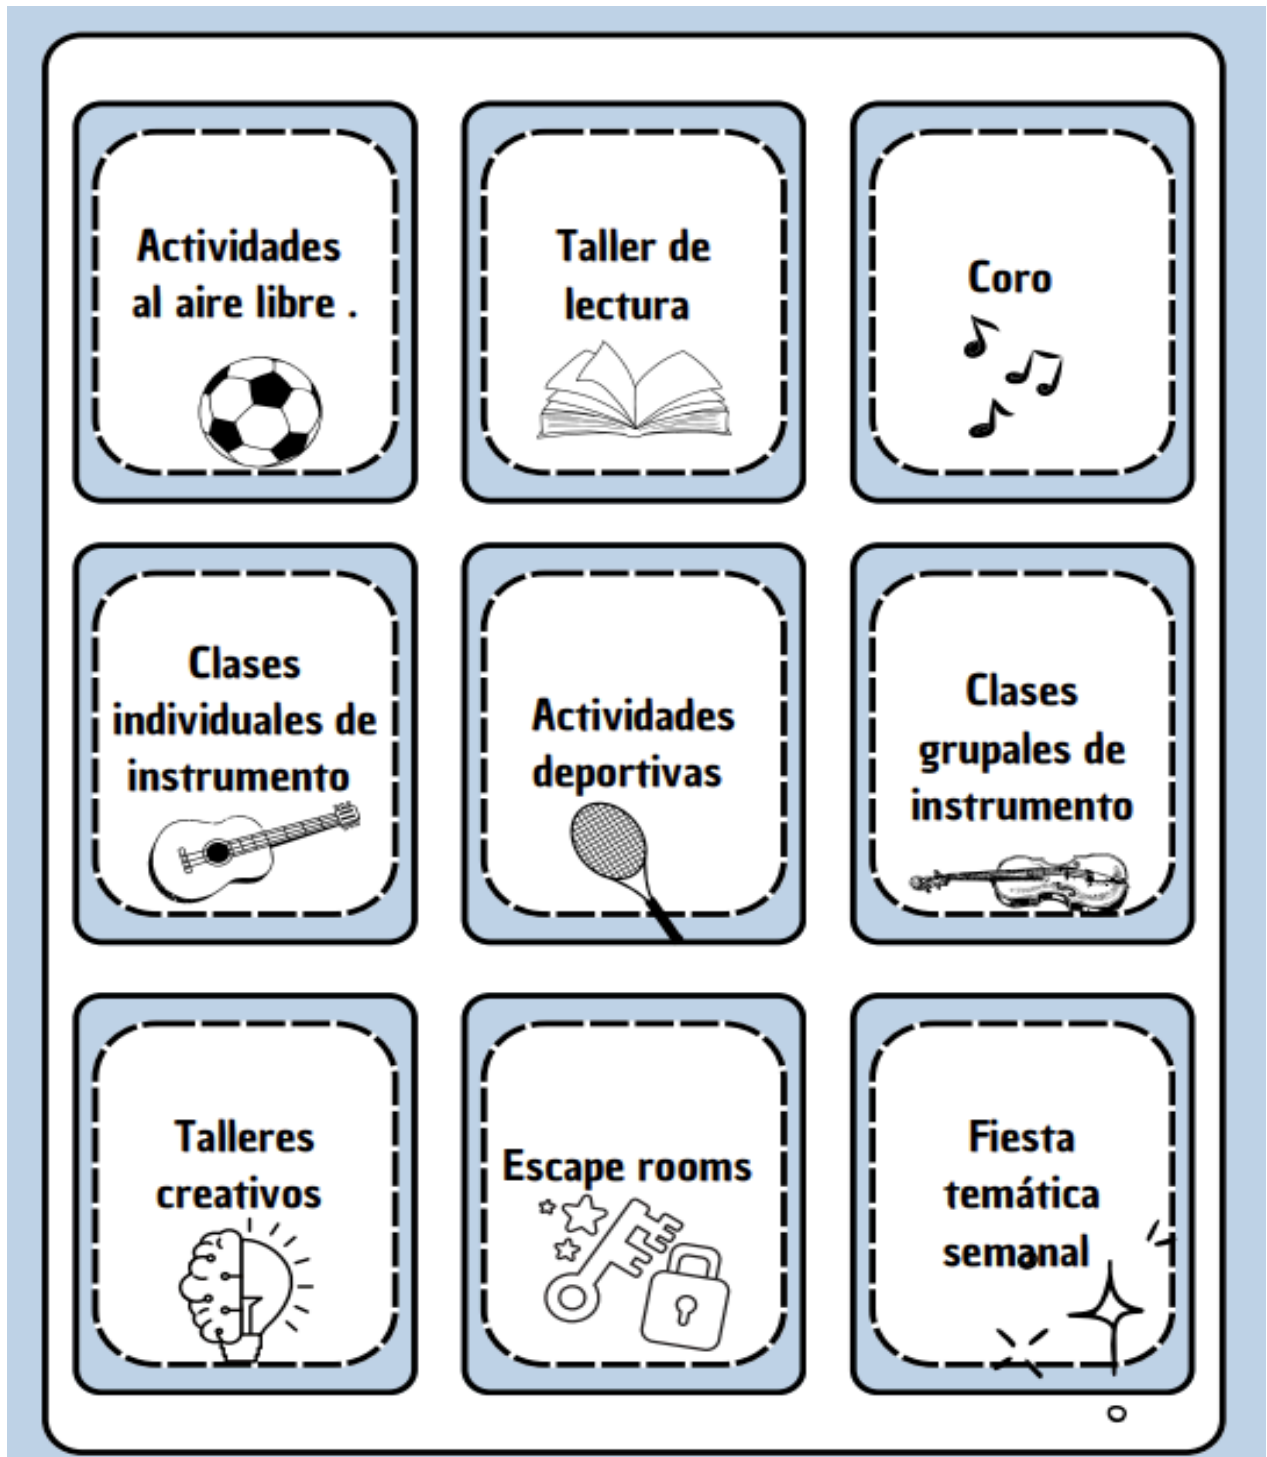 Actividades
al aire libre .
Taller de
lectura
Coro
Clases
individuales de
instrumento
Actividades
deportivas
Clases
grupales de
instrumento
Talleres
creativos
Escape rooms
Fiesta
temática
semanal